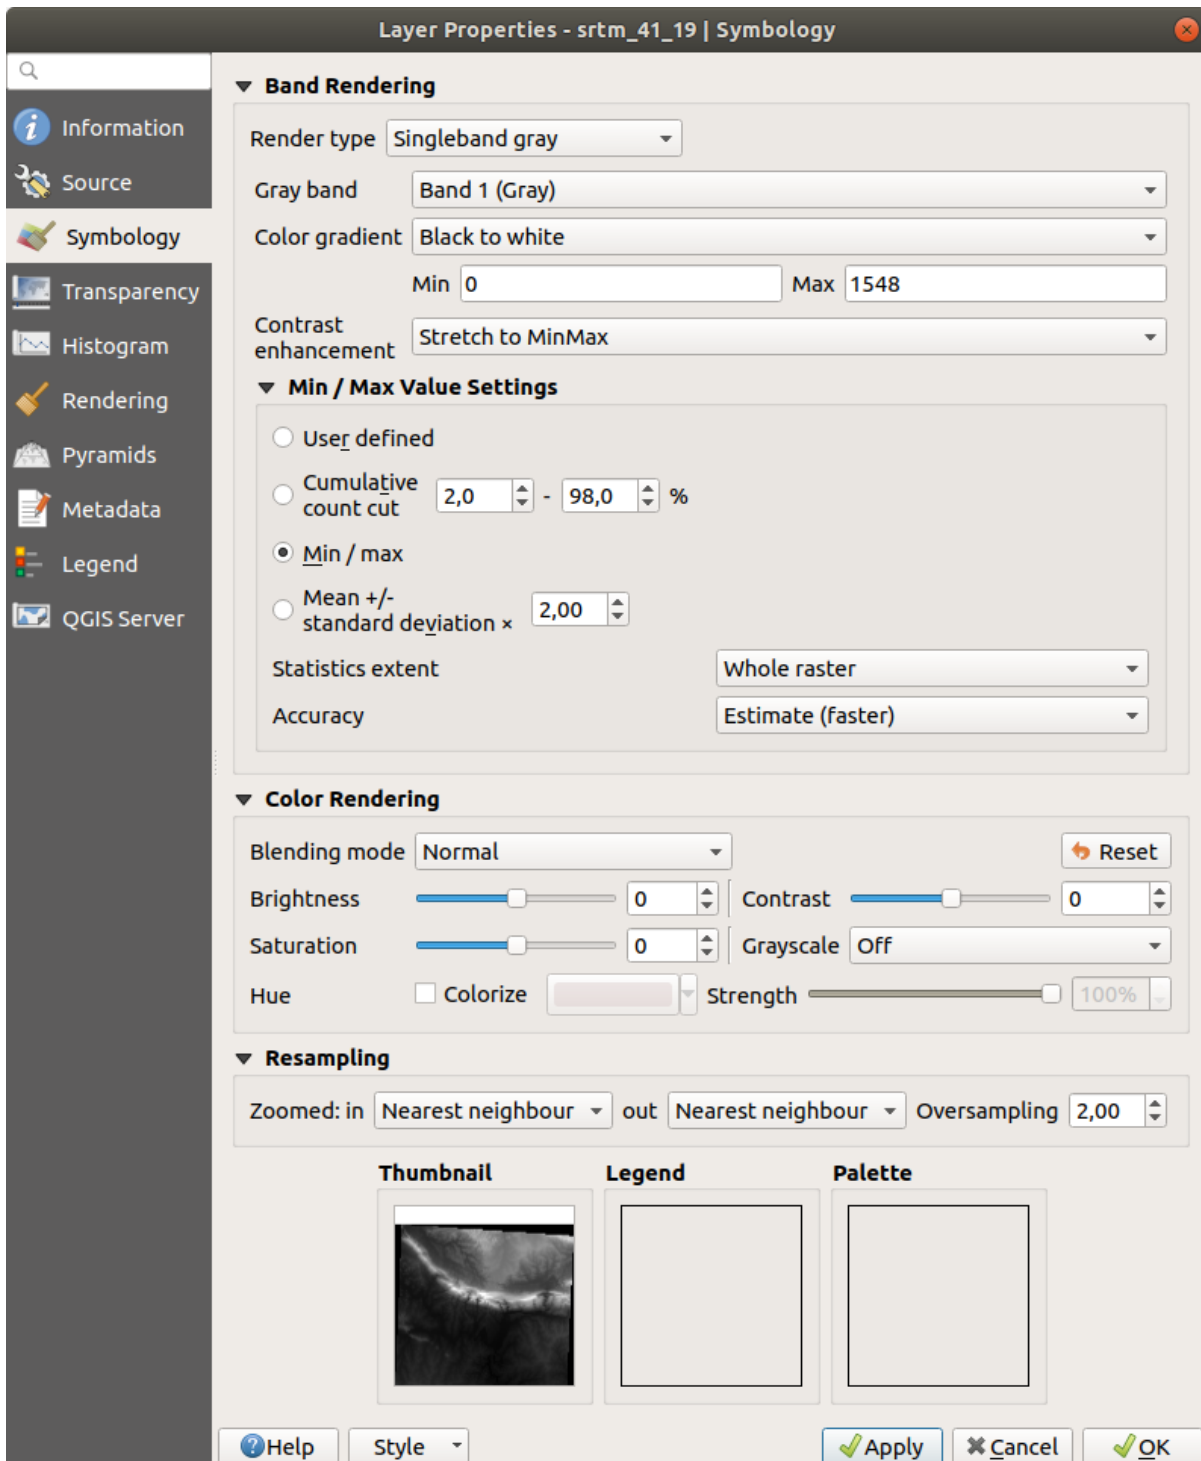 Layer Properties - srtm_41_19 | Symbology
Information
Source
Symbology
Transparency
Histogram
Rendering
Pyramids
Metadata
Legend
QGIS Server
Band Rendering
Render type Singleband gray
Gray band Band 1 (Gray)
Color gradient Black to white
Min 0 Max 1548
Contrast
enhancement Stretch to MinMax
Min / Max Value Settings
User defined
Cumulative
count cut 2,0 - 98,0 %
Min / max
Mean +/-
standard deviation × 2,00
Statistics extent Whole raster
Accuracy Estimate (faster)
Color Rendering
Blending mode Normal Reset
Brightness 0 Contrast 0
Saturation 0 Grayscale Off
Hue Colorize Strength 100%
Resampling
Zoomed: in Nearest neighbour out Nearest neighbour Oversampling 2,00
Thumbnail Legend Palette
Help Style Apply Cancel OK